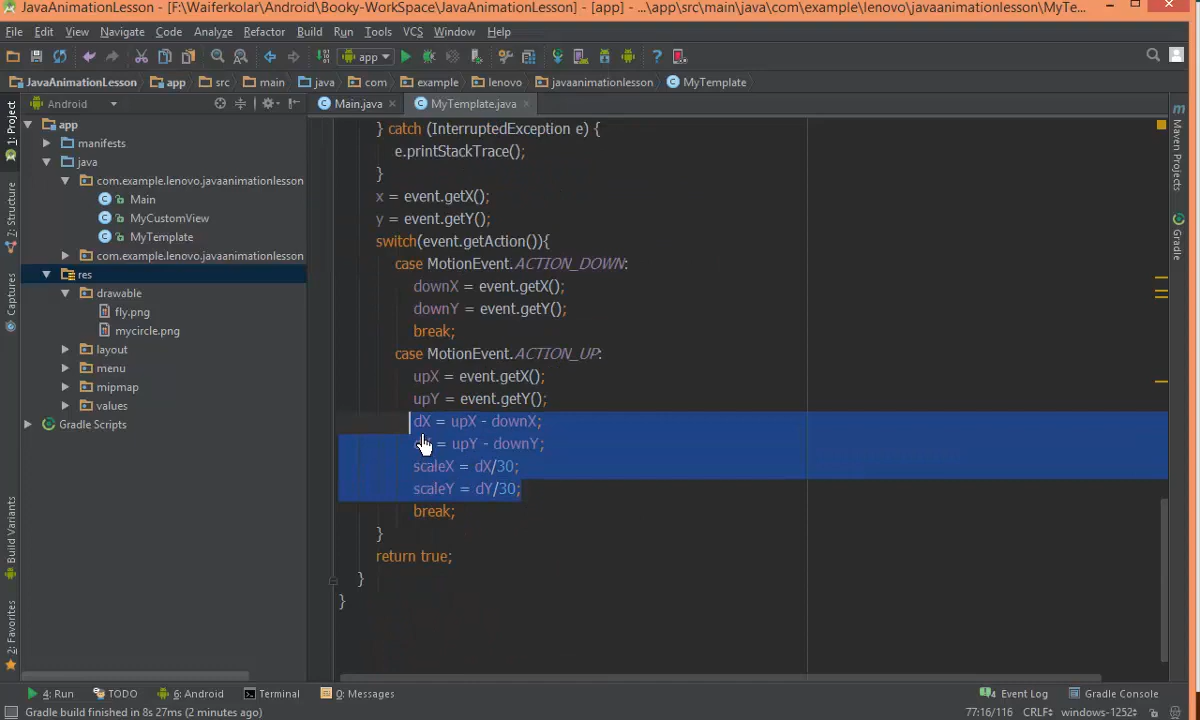 JavaAnimationLesson - [F:\Waiferkolar\Android\Booky-WorkSpace\JavaAnimationLesson] - [app] - ...\app\src\main\java\com\example\lenovo\javaanimationlesson\MyTe...
File Edit View Navigate Code Analyze Refactor Build Run Tools VCS Window Help
app
JavaAnimationLesson app src main java com example lenovo javaanimationlesson MyTemplate
Android Main.java MyTemplate.java
1: Project
Z: Structure
Captures
Build Variants
2: Favorites
app
manifests
java
com.example.lenovo.javaanimationlesson
Main
MyCustomView
MyTemplate
com.example.lenovo.javaanimationlesson
res
drawable
fly.png
mycircle.png
layout
menu
mipmap
values
Gradle Scripts
} catch (InterruptedException e) {
e.printStackTrace();
}
x = event.getX();
y = event.getY();
switch(event.getAction()){
case MotionEvent.ACTION_DOWN:
downX = event.getX();
downY = event.getY();
break;
case MotionEvent.ACTION_UP:
upX = event.getX();
upY = event.getY();
dX = upX - downX;
= upY - downY;
scaleX = dX/30;
scaleY = dY/30;
break;
}
return true;
}
}
m
Maven Projects
Gradle
4: Run TODO 6: Android Terminal 0: Messages Event Log Gradle Console
Gradle build finished in 8s 27ms (2 minutes ago) 77:16/116 CRLF: windows-1252: